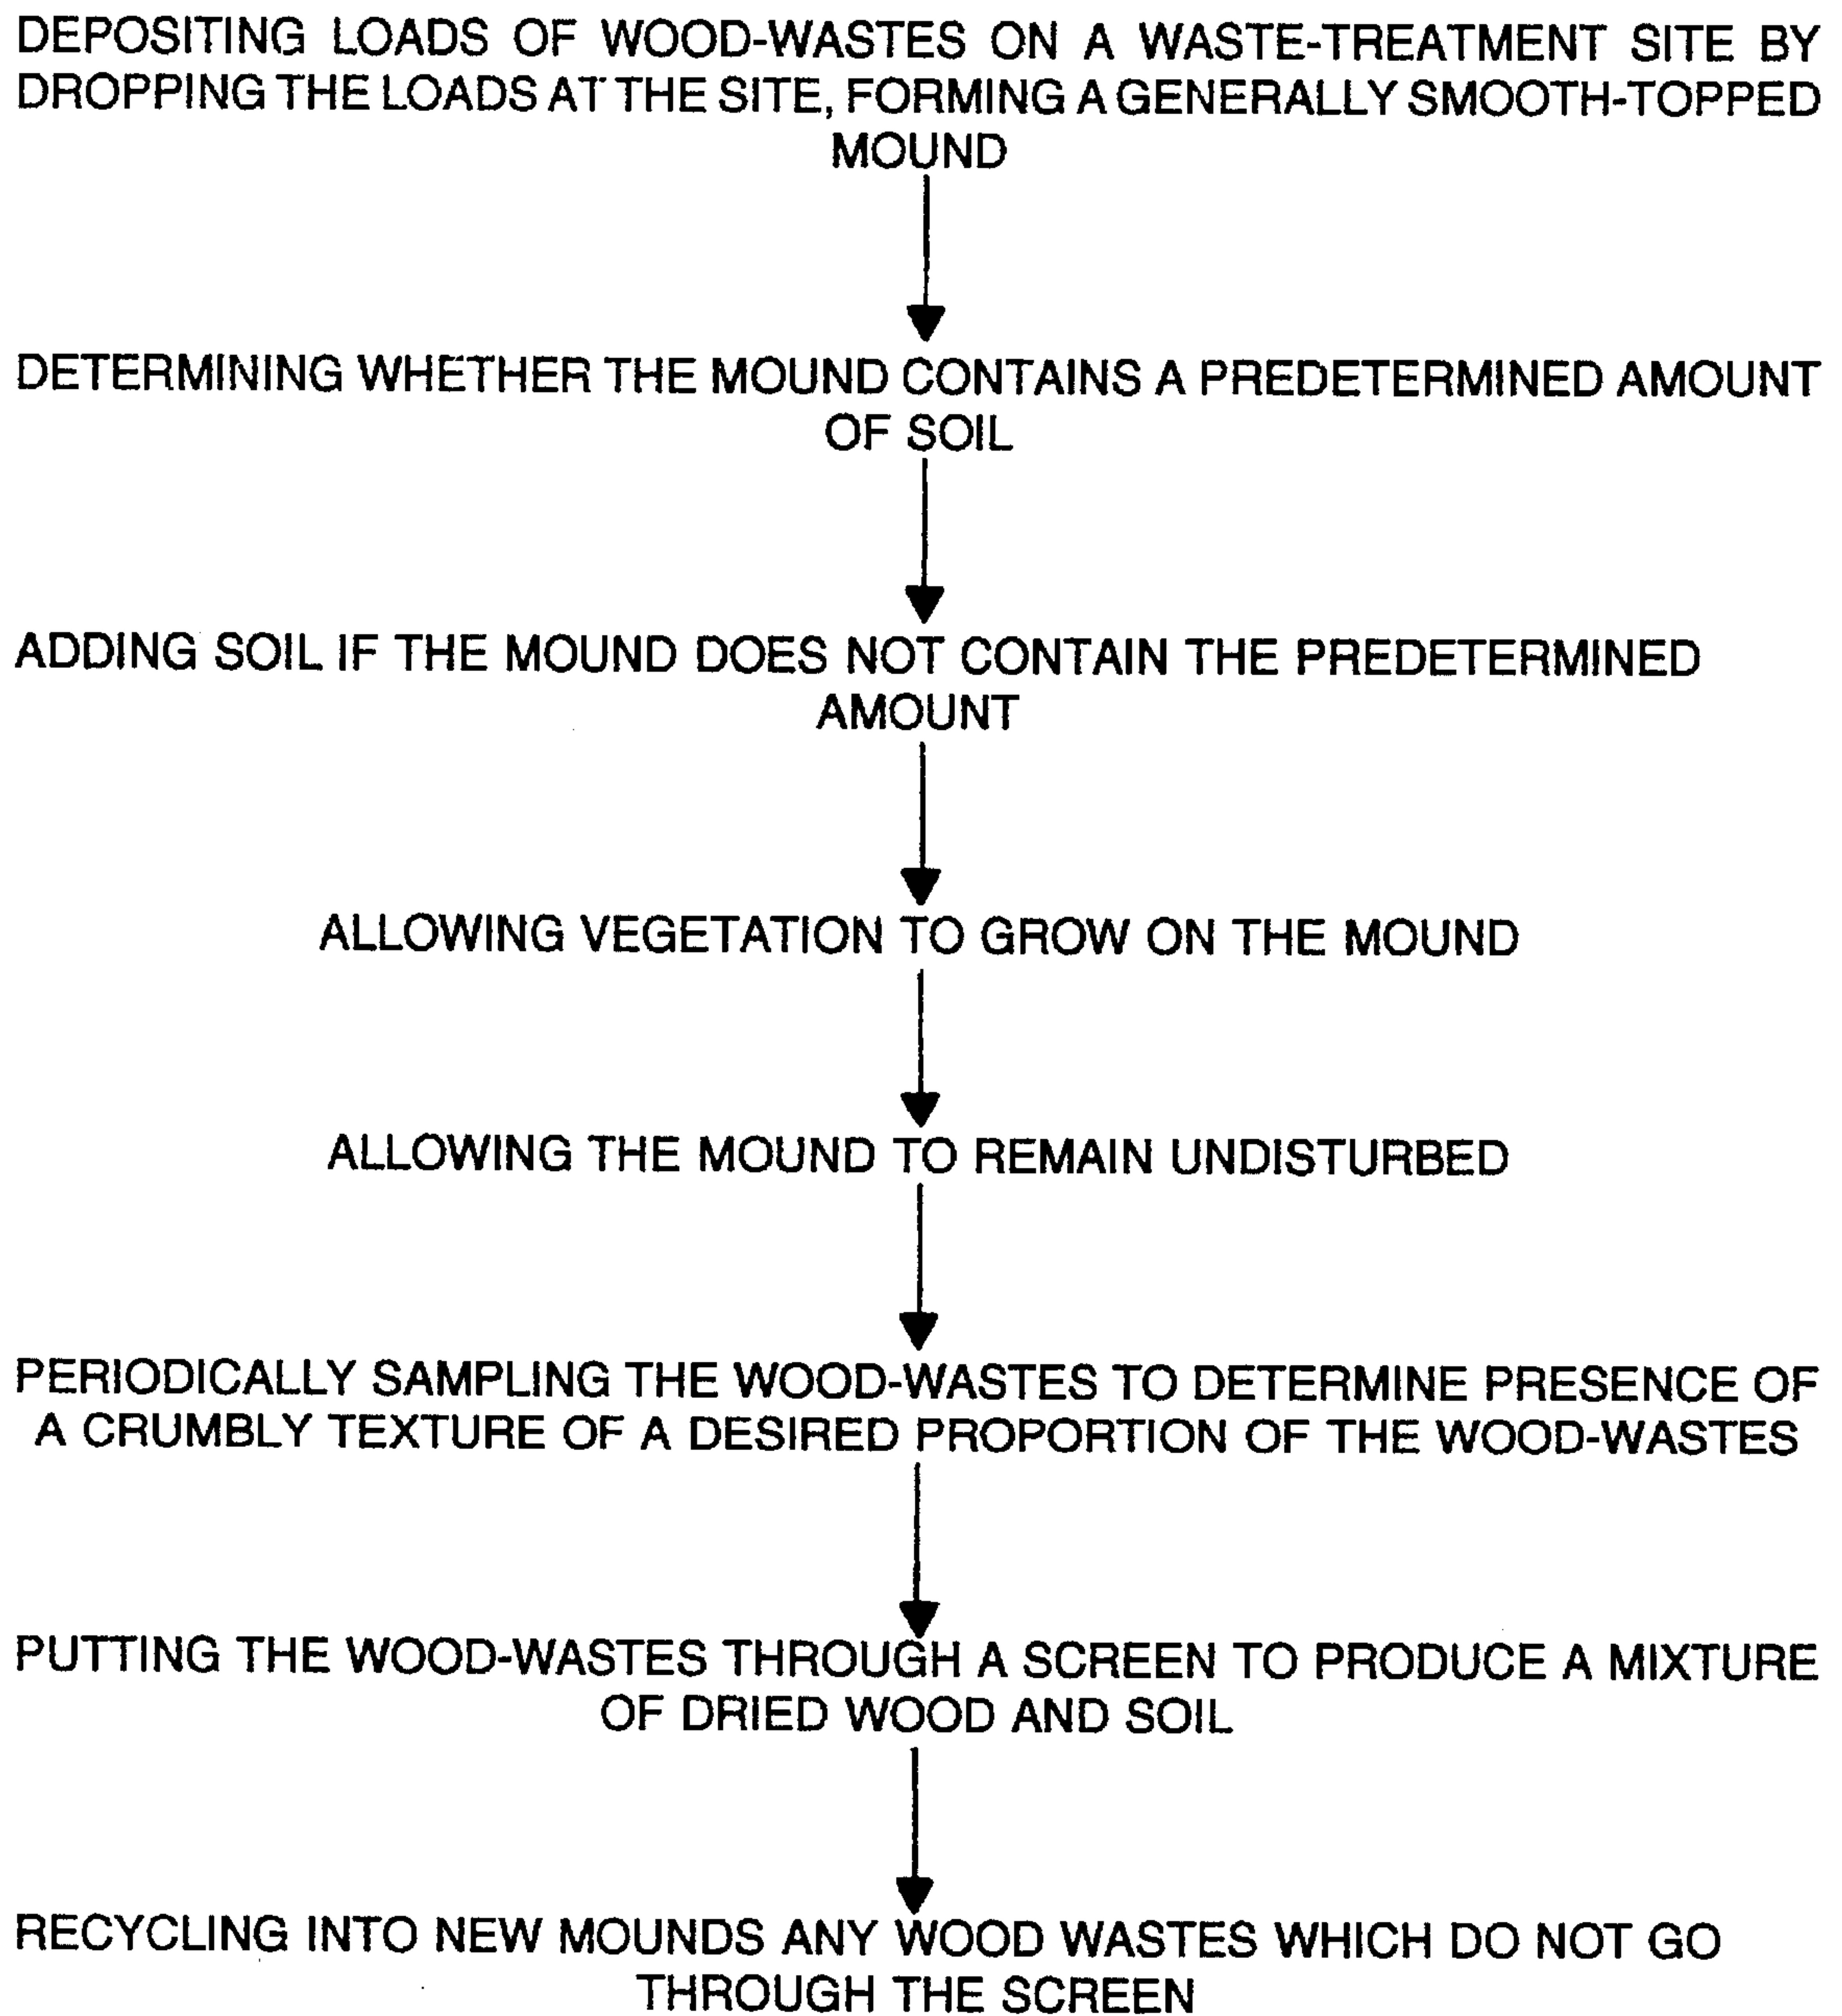 DEPOSITING LOADS OF WOOD-WASTES ON A WASTE-TREATMENT SITE BY
DROPPING THE LOADS AT THE SITE, FORMING A GENERALLY SMOOTH-TOPPED
MOUND
DETERMINING WHETHER THE MOUND CONTAINS A PREDETERMINED AMOUNT
OF SOIL
ADDING SOIL IF THE MOUND DOES NOT CONTAIN THE PREDETERMINED
AMOUNT
ALLOWING VEGETATION TO GROW ON THE MOUND
ALLOWING THE MOUND TO REMAIN UNDISTURBED
PERIODICALLY SAMPLING THE WOOD-WASTES TO DETERMINE PRESENCE OF
A CRUMBLY TEXTURE OF A DESIRED PROPORTION OF THE WOOD-WASTES
PUTTING THE WOOD-WASTES THROUGH A SCREEN TO PRODUCE A MIXTURE
OF DRIED WOOD AND SOIL
RECYCLING INTO NEW MOUNDS ANY WOOD WASTES WHICH DO NOT GO
THROUGH THE SCREEN